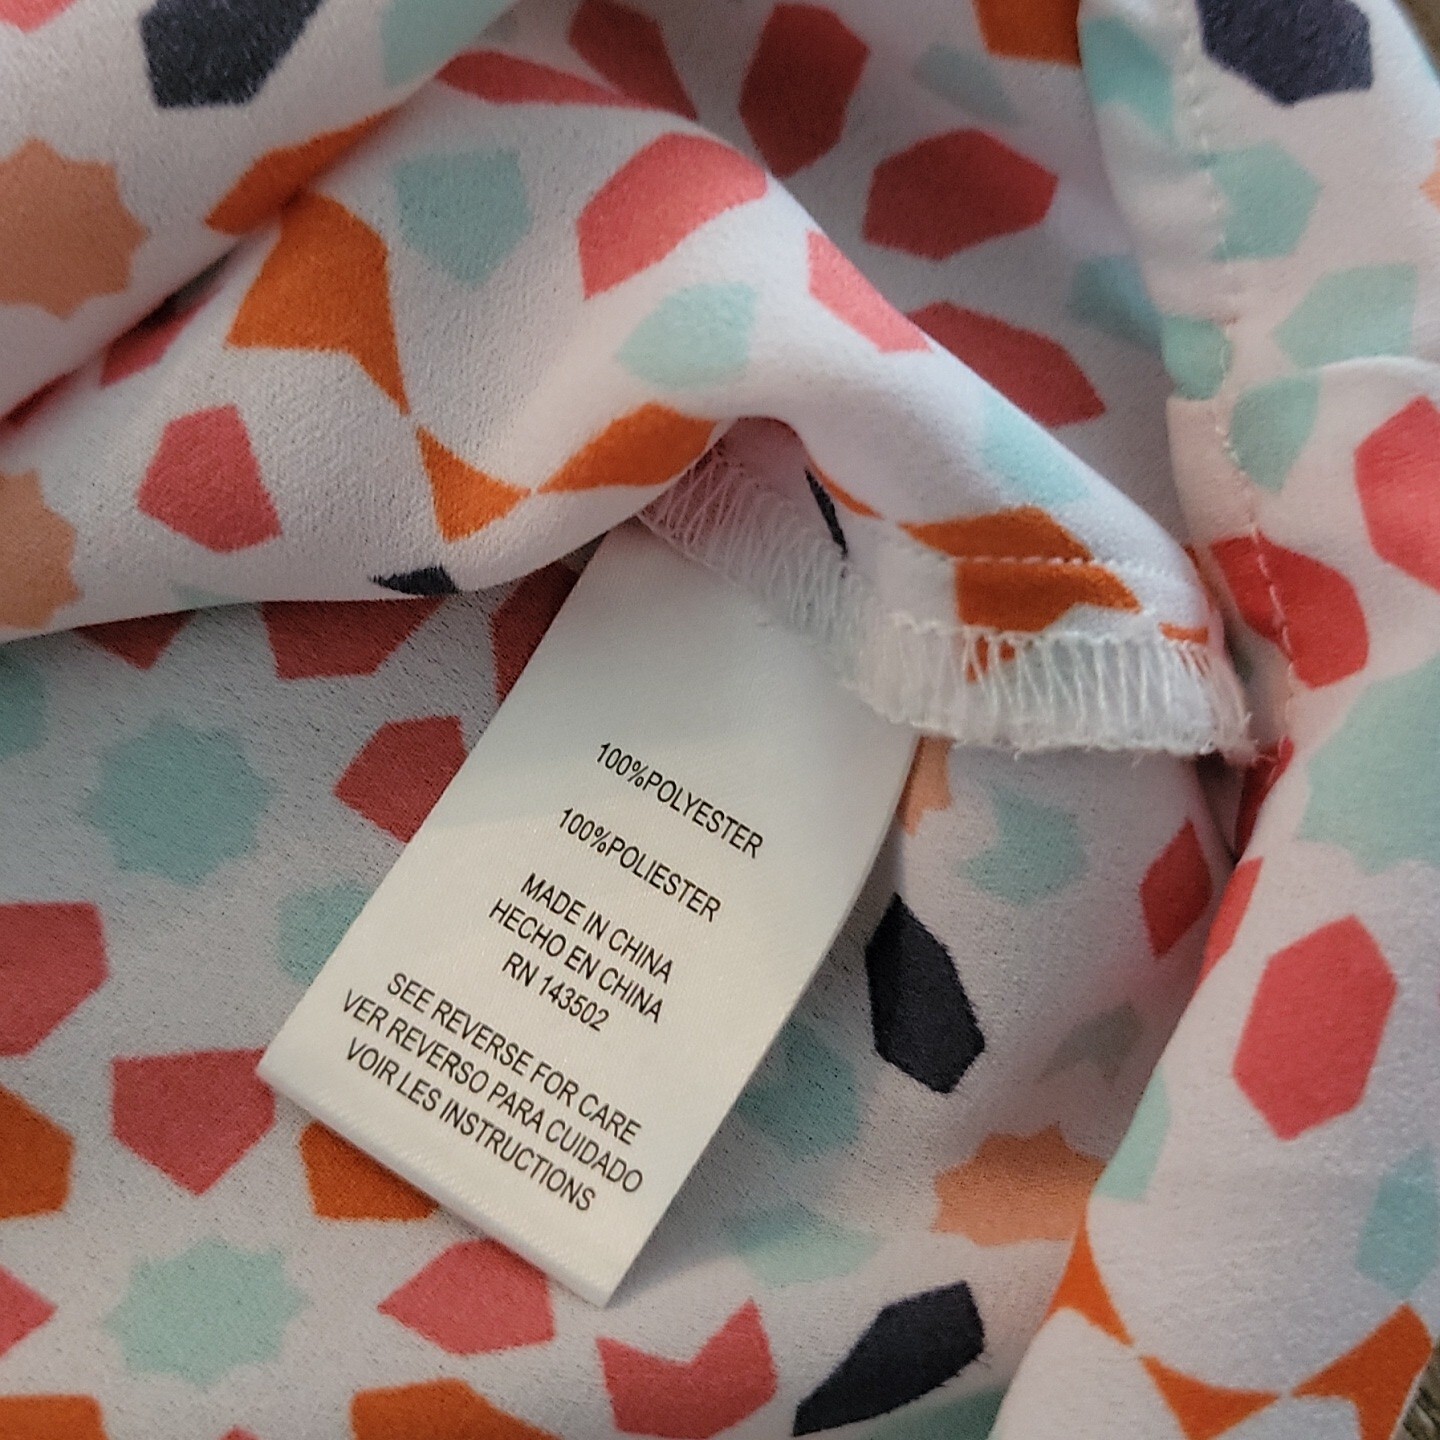 100%POLYESTER
100%POLIESTER
MADE IN CHINA
HECHO EN CHINA
RN 143502
SEE REVERSE FOR CARE
VER REVERSO PARA CUIDADO
VOIR LES INSTRUCTIONS